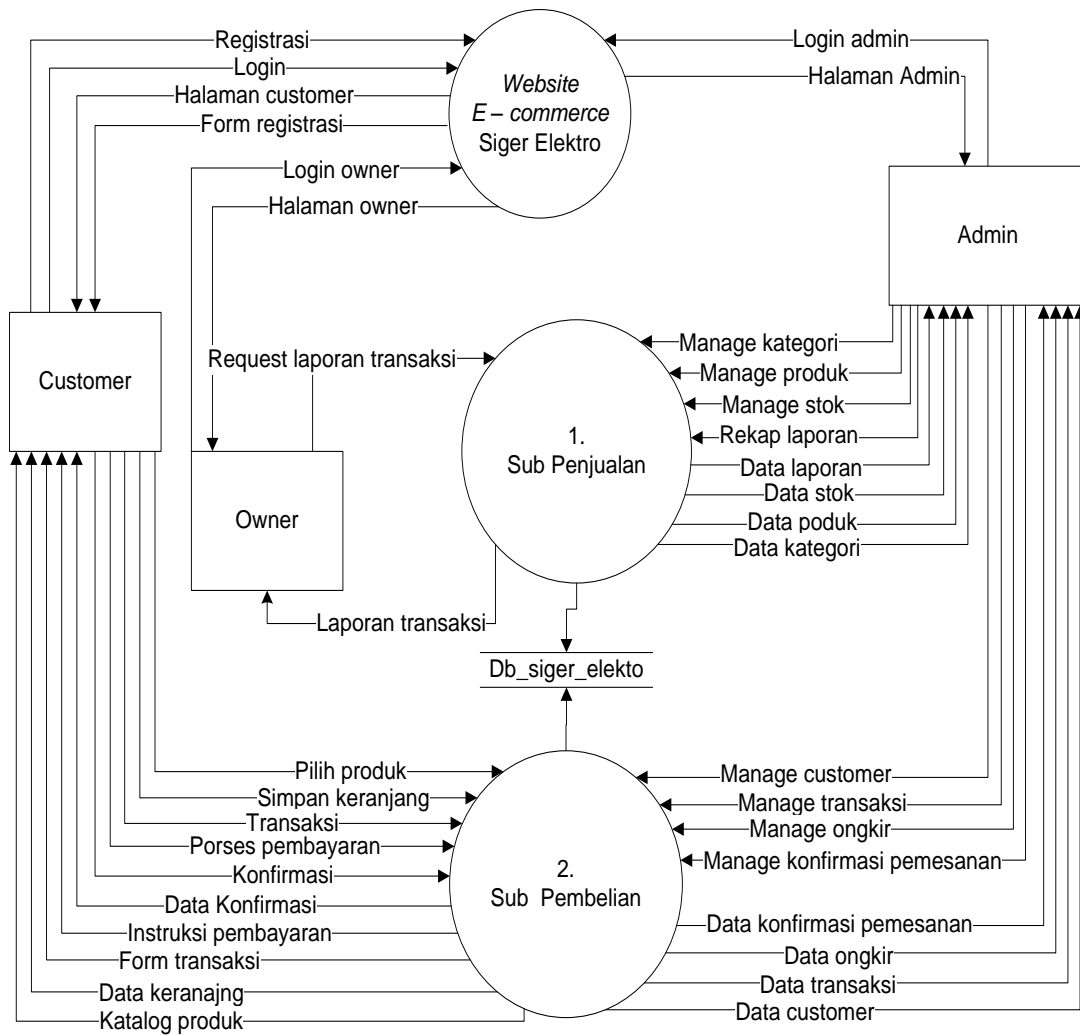 Registrasi
Login
Halaman customer
Form registrasi
Login owner
Halaman owner
Website
E – commerce
Siger Elektro
Login admin
Halaman Admin
Admin
Customer
Request laporan transaksi
Owner
Laporan transaksi
1.
Sub Penjualan
Manage kategori
Manage produk
Manage stok
Rekap laporan
Data laporan
Data stok
Data poduk
Data kategori
Db_siger_elekto
Pilih produk
Simpan keranjang
Transaksi
Porses pembayaran
Konfirmasi
Data Konfirmasi
Instruksi pembayaran
Form transaksi
Data keranajng
Katalog produk
2.
Sub Pembelian
Manage customer
Manage transaksi
Manage ongkir
Manage konfirmasi pemesanan
Data konfirmasi pemesanan
Data ongkir
Data transaksi
Data customer